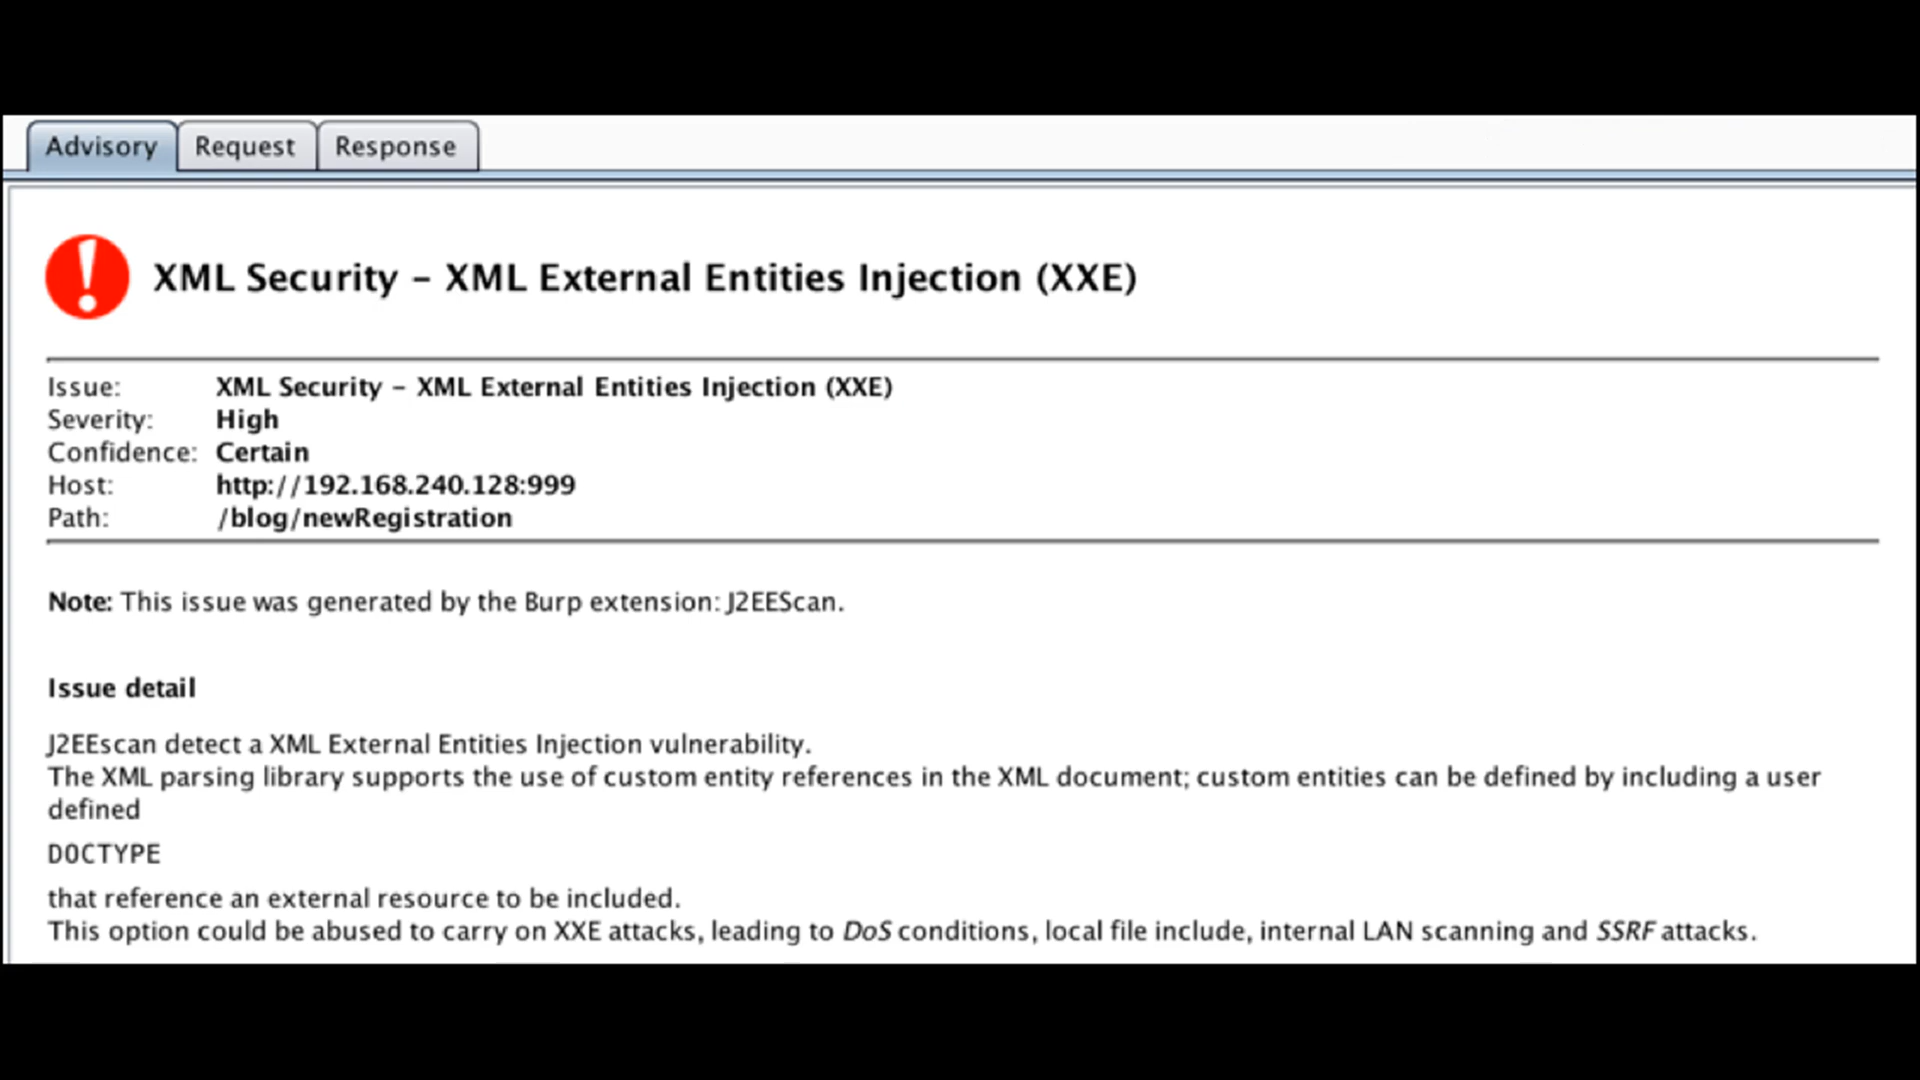 Advisory Request Response
XML Security – XML External Entities Injection (XXE)
Issue: XML Security – XML External Entities Injection (XXE)
Severity: High
Confidence: Certain
Host: http://192.168.240.128:999
Path: /blog/newRegistration
Note: This issue was generated by the Burp extension: J2EEScan.
Issue detail
J2EEscan detect a XML External Entities Injection vulnerability.
The XML parsing library supports the use of custom entity references in the XML document; custom entities can be defined by including a user
defined
DOCTYPE
that reference an external resource to be included.
This option could be abused to carry on XXE attacks, leading to DoS conditions, local file include, internal LAN scanning and SSRF attacks.